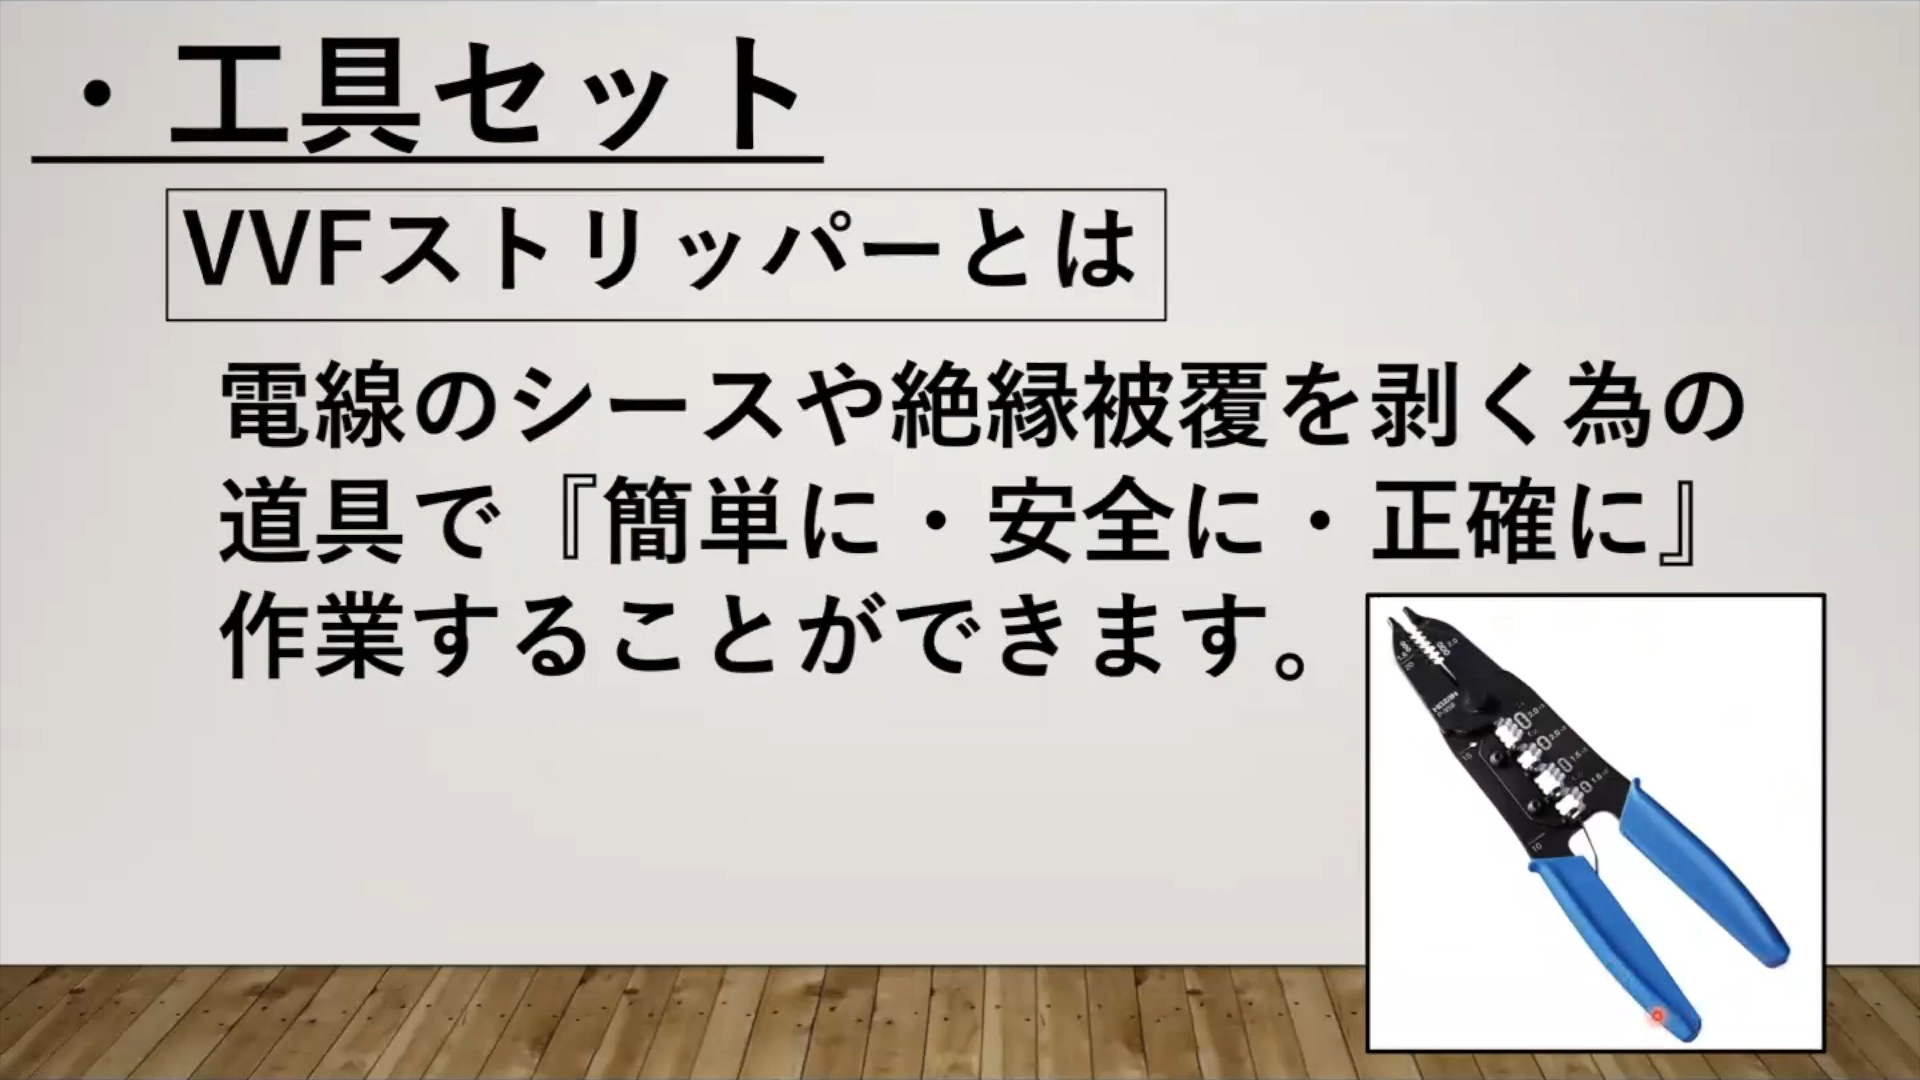 ・工具セット
VVFストリッパーとは
電線のシースや絶縁被覆を剥く為の
道具で『簡単に・安全に・正確に』
作業することができます。
HOZAN
P-958